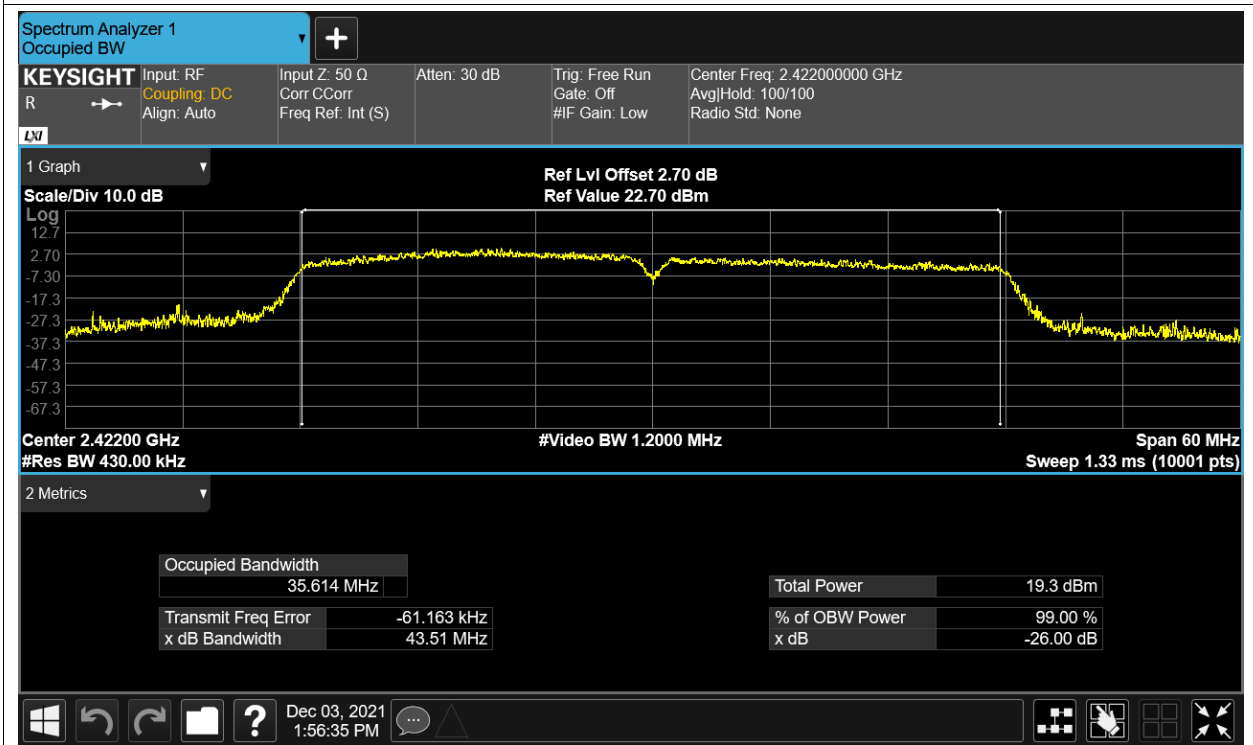 Spectrum Analyzer 1
Occupied BW
KEYSIGHT
R
LXI
Input: RF
Coupling: DC
Align: Auto
Input Z: 50 Ω
Corr CCorr
Freq Ref: Int (S)
Atten: 30 dB
Trig: Free Run
Gate: Off
#IF Gain: Low
Center Freq: 2.422000000 GHz
Avg|Hold: 100/100
Radio Std: None
1 Graph
Scale/Div 10.0 dB
Ref Lvl Offset 2.70 dB
Ref Value 22.70 dBm
Log
12.7
2.70
-7.30
-17.3
-27.3
-37.3
-47.3
-57.3
-67.3
Center 2.42200 GHz
#Video BW 1.2000 MHz
Span 60 MHz
#Res BW 430.00 kHz
Sweep 1.33 ms (10001 pts)
2 Metrics
Occupied Bandwidth
35.614 MHz
Total Power 19.3 dBm
Transmit Freq Error -61.163 kHz
% of OBW Power 99.00 %
x dB Bandwidth 43.51 MHz
x dB -26.00 dB
?
Dec 03, 2021
1:56:35 PM